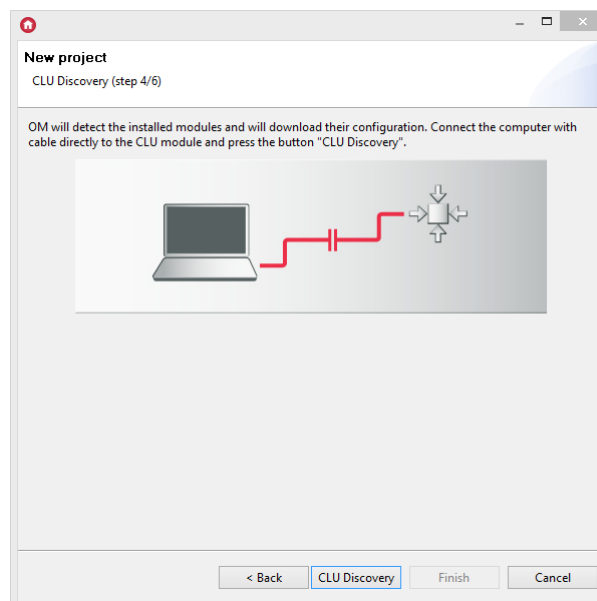 New project
CLU Discovery (step 4/6)
OM will detect the installed modules and will download their configuration. Connect the computer with
cable directly to the CLU module and press the button "CLU Discovery".
< Back
CLU Discovery
Finish
Cancel